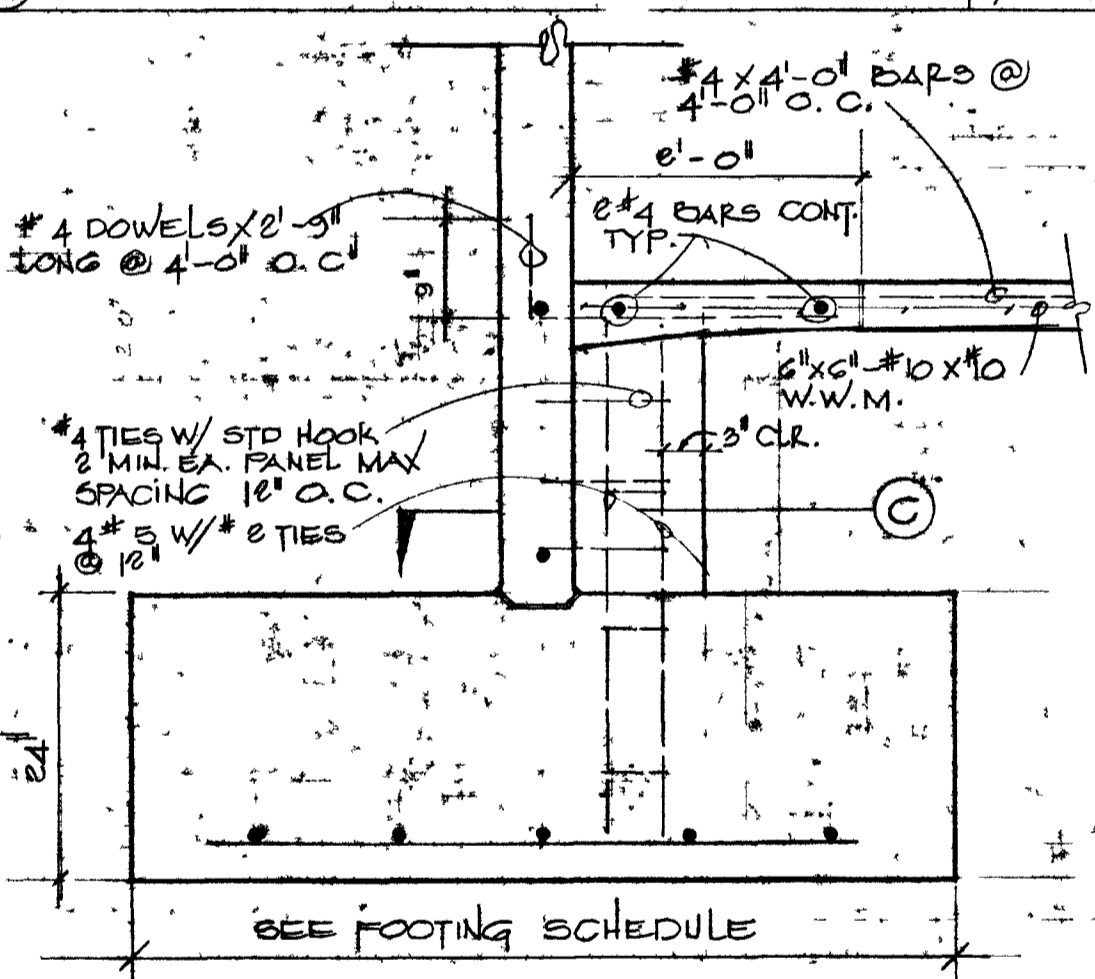 #4 X 4'-0" BARS @
4'-0" O.C.
2'-0"
2 #4 BARS CONT.
TYP.
#4 DOWELS X 2'-9"
LONG @ 4'-0" O.C
9"
6" X 6" - #10 X #10
W.W.M.
#4 TIES W/ STD HOOK
2 MIN. EA. PANEL MAX
SPACING 12" O.C.
3" CLR.
4 #5 W/ #2 TIES
@ 12"
C
24"
SEE FOOTING SCHEDULE